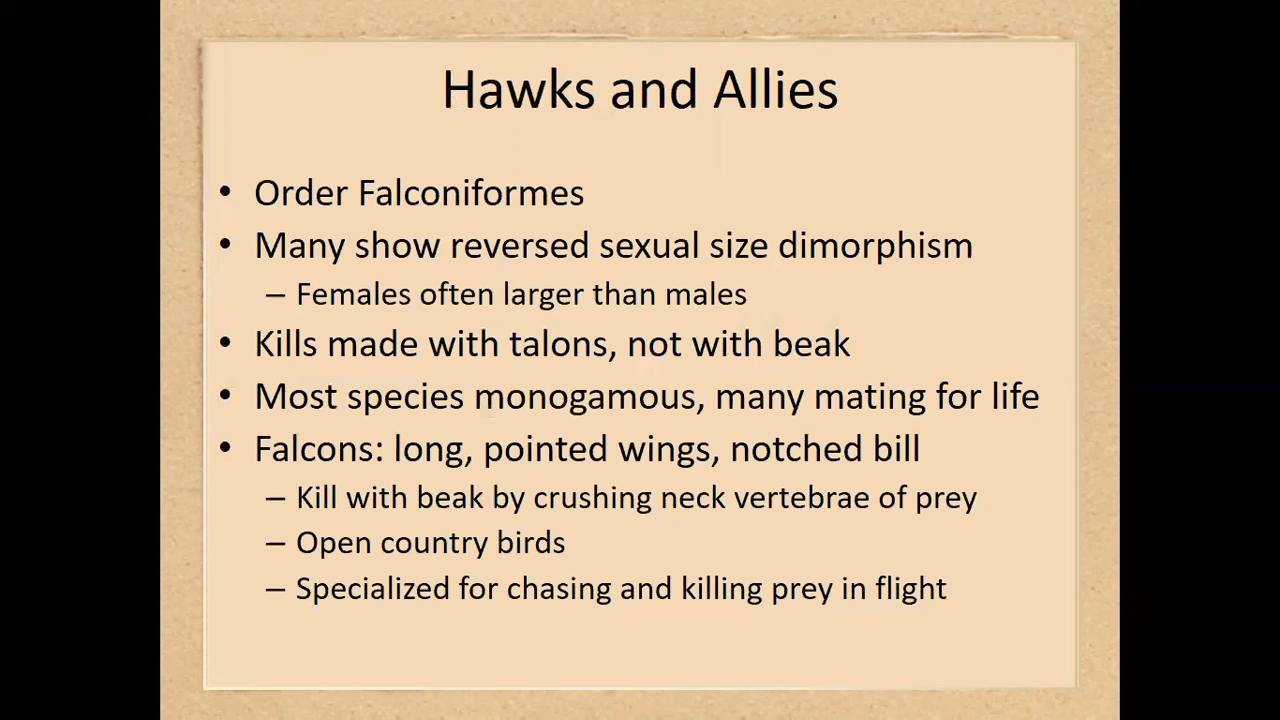 Hawks and Allies
• Order Falconiformes
• Many show reversed sexual size dimorphism
– Females often larger than males
• Kills made with talons, not with beak
• Most species monogamous, many mating for life
• Falcons: long, pointed wings, notched bill
– Kill with beak by crushing neck vertebrae of prey
– Open country birds
– Specialized for chasing and killing prey in flight